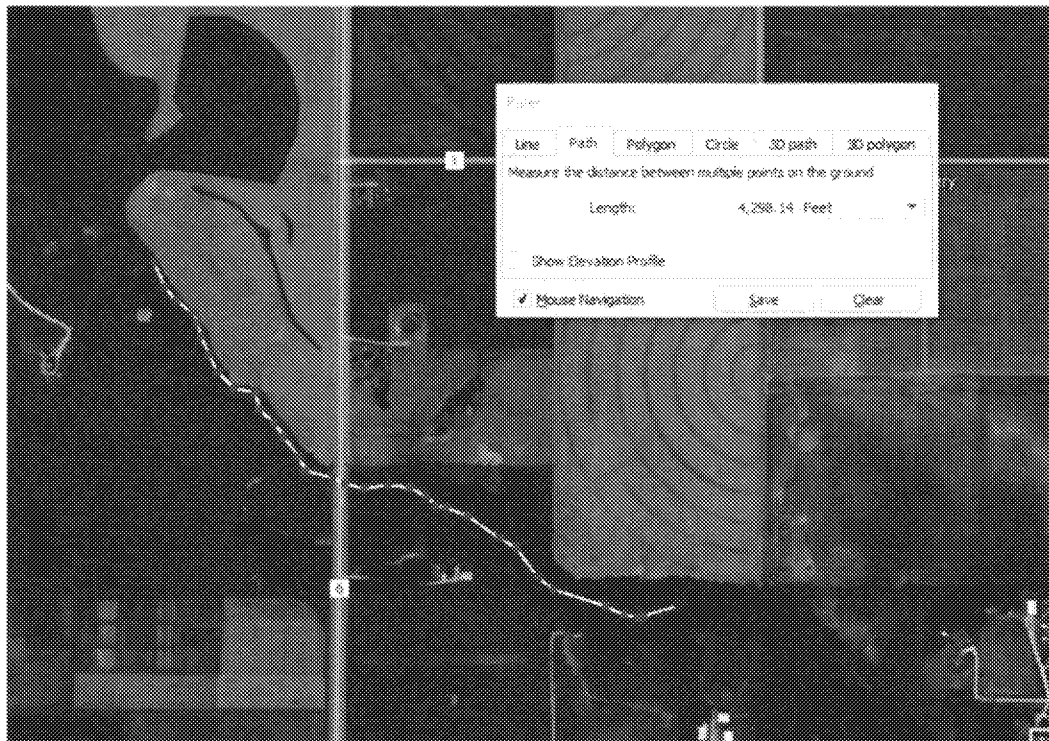 Ruler
Line Path Polygon Circle 3D path 3D polygon
Measure the distance between multiple points on the ground
Length: 4,298.14 Feet
Show Elevation Profile
Mouse Navigation Save Clear